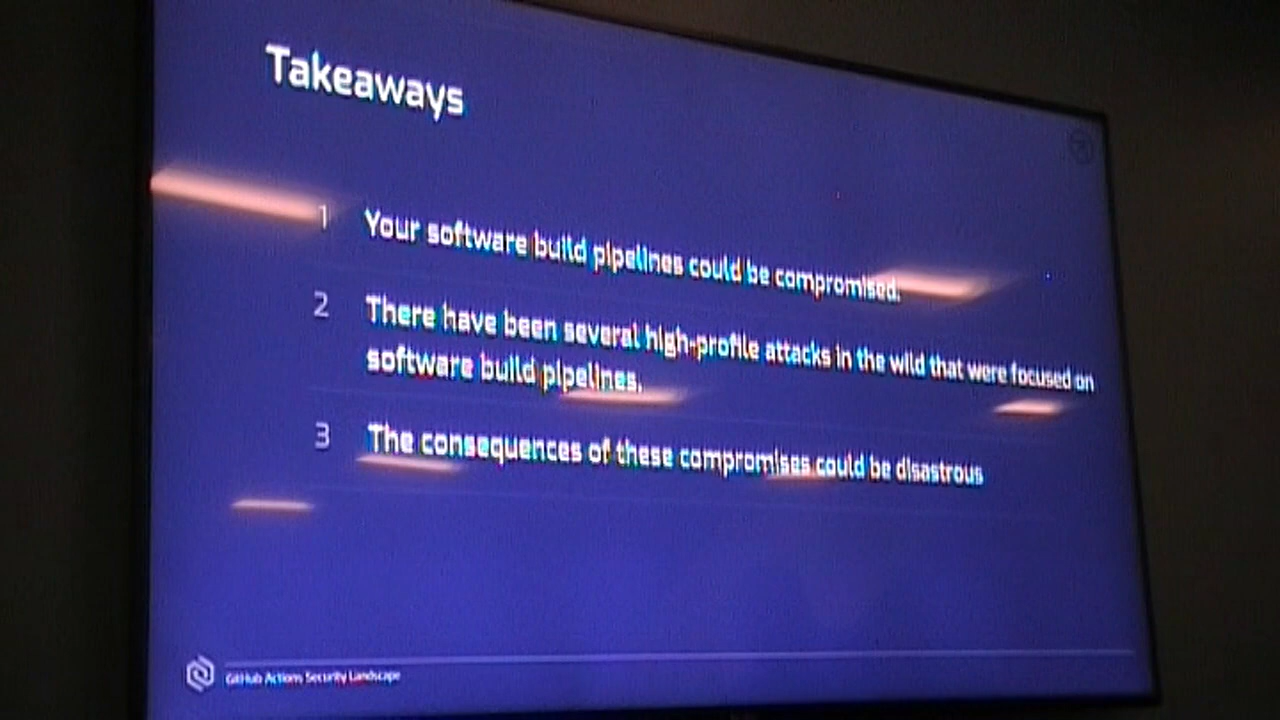 Takeaways
1 Your software build pipelines could be compromised.
2 There have been several high-profile attacks in the wild that were focused on
software build pipelines.
3 The consequences of these compromises could be disastrous
GitHub Actions Security Landscape